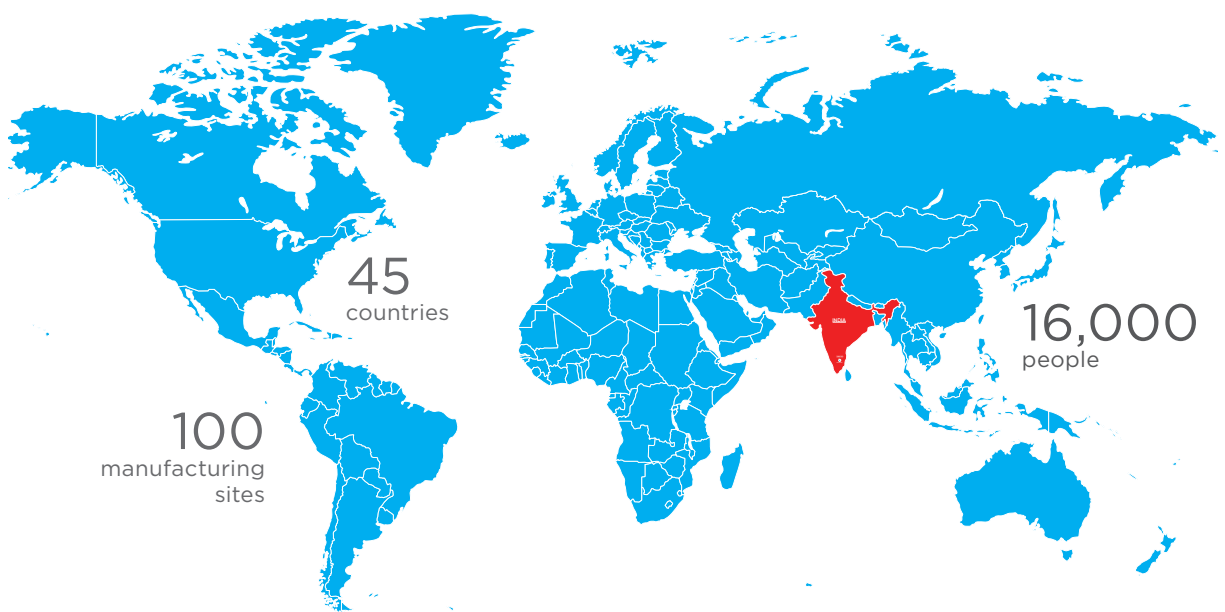 45
countries
16,000
people
INDIA
100
manufacturing
sites